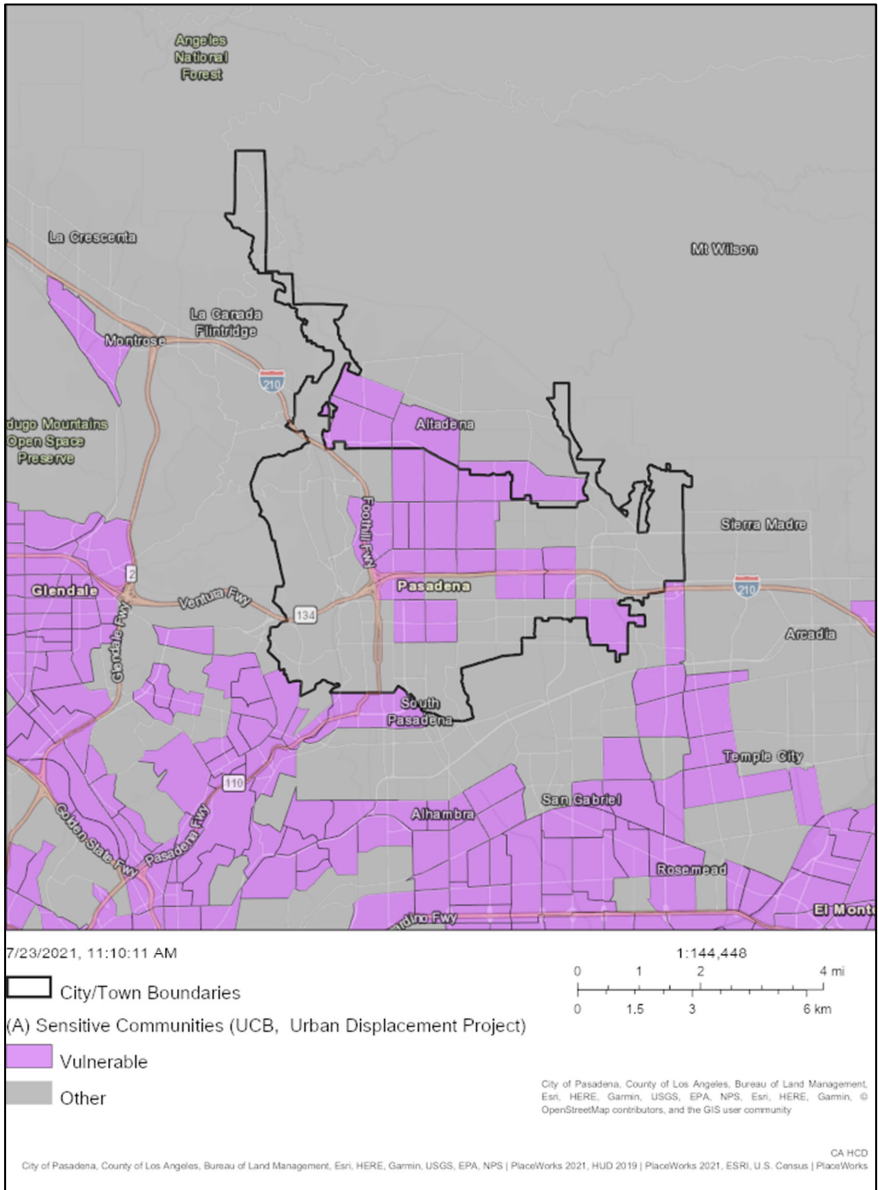 Angeles
National
Forest
La Crescenta
Mt Wilson
La Canada
Flintridge
Montrose
210
Altadena
dugo Mountains
Open Space
Preserve
Foothill Fwy
Sierra Madre
2
Glendale
Ventura Fwy
Pasadena
210
134
Arcadia
Glendale Fwy
South
Pasadena
Temple City
110
San Gabriel
Alhambra
Golden State Fwy
Pasadena Fwy
Rosemead
El Monte
rdino Fwy
7/23/2021, 11:10:11 AM
1:144,448
0 1 2 4 mi
0 1.5 3 6 km
City/Town Boundaries
(A) Sensitive Communities (UCB, Urban Displacement Project)
Vulnerable
Other
City of Pasadena, County of Los Angeles, Bureau of Land Management,
Esri, HERE, Garmin, USGS, EPA, NPS, Esri, HERE, Garmin, ©
OpenStreetMap contributors, and the GIS user community
CA HCD
City of Pasadena, County of Los Angeles, Bureau of Land Management, Esri, HERE, Garmin, USGS, EPA, NPS | PlaceWorks 2021, HUD 2019 | PlaceWorks 2021, ESRI, U.S. Census | PlaceWorks